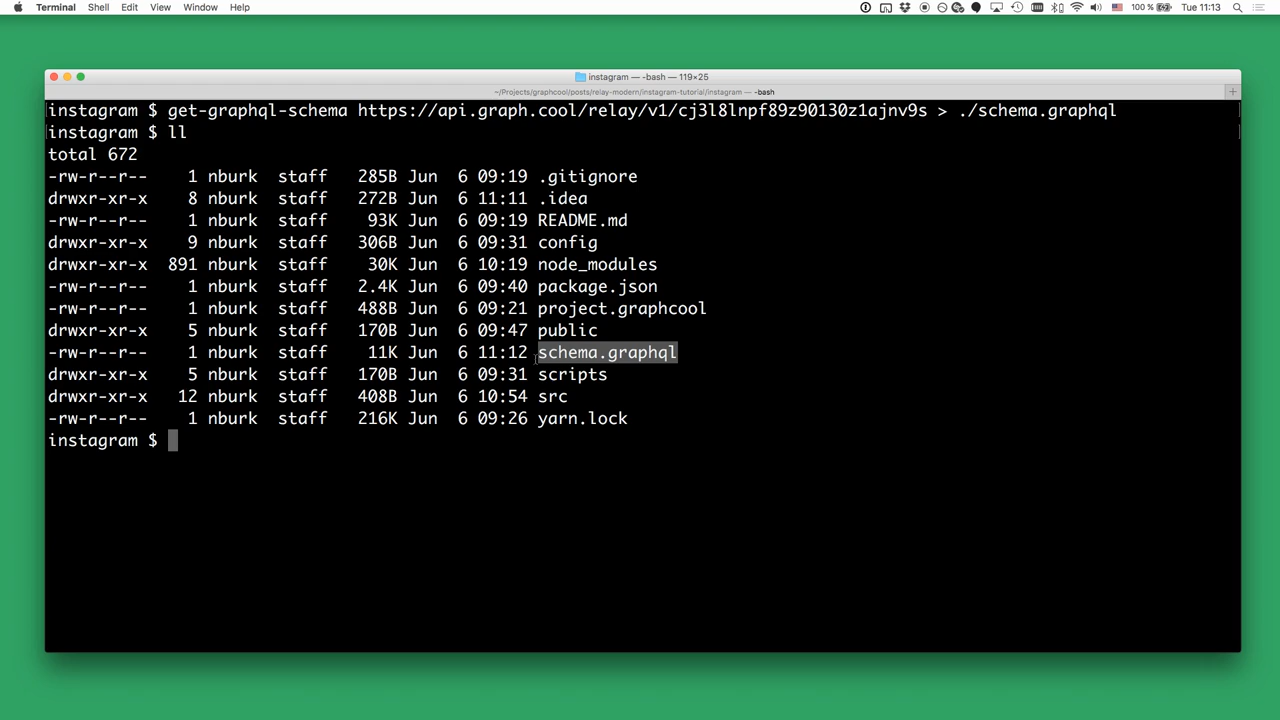 Terminal Shell Edit View Window Help 100 % Tue 11:13
instagram — -bash — 119×25
~/Projects/graphcool/posts/relay-modern/instagram-tutorial/instagram — -bash +
instagram $ get-graphql-schema https://api.graph.cool/relay/v1/cj3l8lnpf89z90130z1ajnv9s > ./schema.graphql
instagram $ ll
total 672
-rw-r--r-- 1 nburk staff 285B Jun 6 09:19 .gitignore
drwxr-xr-x 8 nburk staff 272B Jun 6 11:11 .idea
-rw-r--r-- 1 nburk staff 93K Jun 6 09:19 README.md
drwxr-xr-x 9 nburk staff 306B Jun 6 09:31 config
drwxr-xr-x 891 nburk staff 30K Jun 6 10:19 node_modules
-rw-r--r-- 1 nburk staff 2.4K Jun 6 09:40 package.json
-rw-r--r-- 1 nburk staff 488B Jun 6 09:21 project.graphcool
drwxr-xr-x 5 nburk staff 170B Jun 6 09:47 public
-rw-r--r-- 1 nburk staff 11K Jun 6 11:12 schema.graphql
drwxr-xr-x 5 nburk staff 170B Jun 6 09:31 scripts
drwxr-xr-x 12 nburk staff 408B Jun 6 10:54 src
-rw-r--r-- 1 nburk staff 216K Jun 6 09:26 yarn.lock
instagram $